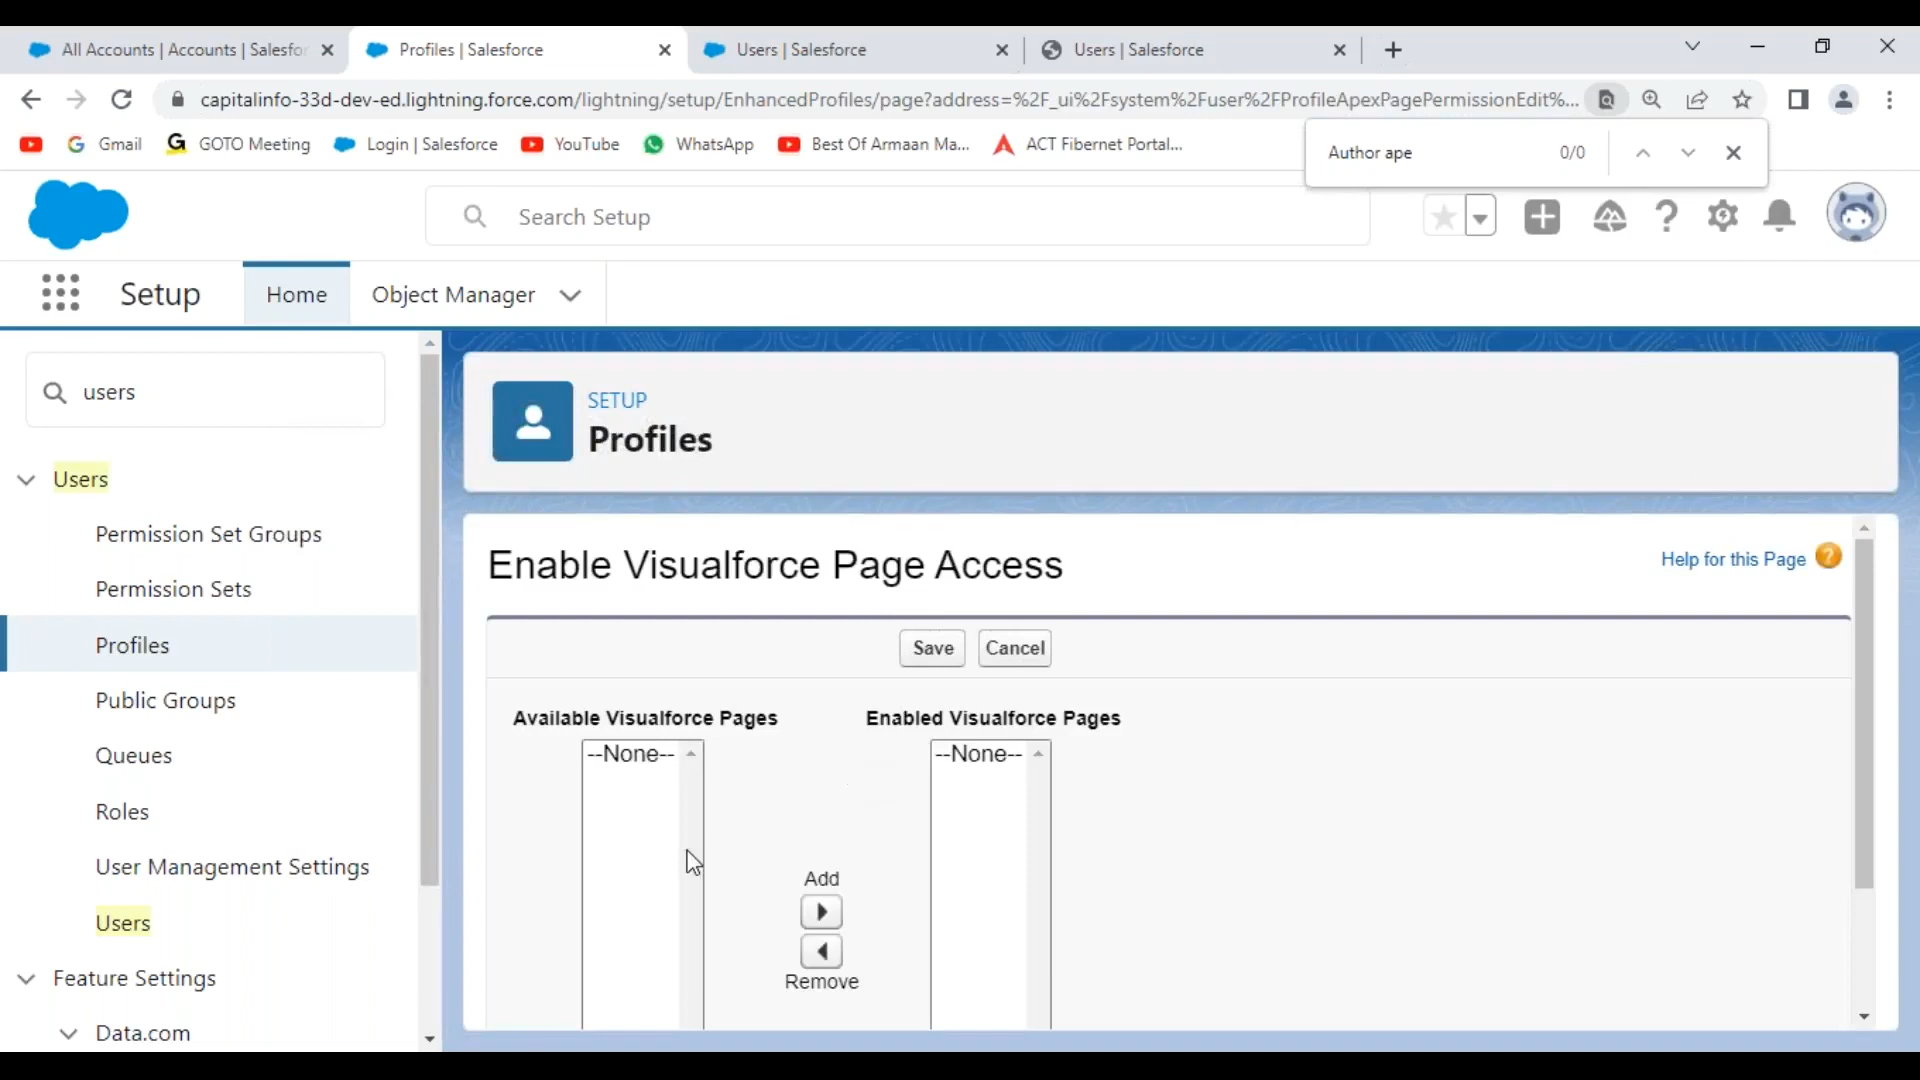 All Accounts | Accounts | Salesfor
Profiles | Salesforce
Users | Salesforce
Users | Salesforce
capitalinfo-33d-dev-ed.lightning.force.com/lightning/setup/EnhancedProfiles/page?address=%2F_ui%2Fsystem%2Fuser%2FProfileApexPagePermissionEdit%...
Gmail
GOTO Meeting
Login | Salesforce
YouTube
WhatsApp
Best Of Armaan Ma...
ACT Fibernet Portal...
Author ape
0/0
Search Setup
Setup
Home
Object Manager
users
Users
Permission Set Groups
Permission Sets
Profiles
Public Groups
Queues
Roles
User Management Settings
Users
Feature Settings
Data.com
SETUP
Profiles
Enable Visualforce Page Access
Help for this Page
Save
Cancel
Available Visualforce Pages
Enabled Visualforce Pages
--None--
--None--
Add
Remove